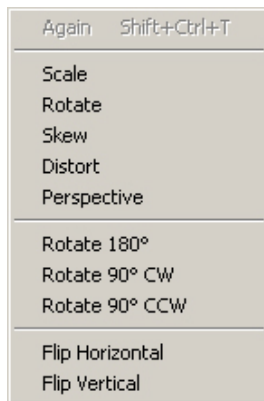 Again Shift+Ctrl+T
Scale
Rotate
Skew
Distort
Perspective
Rotate 180°
Rotate 90° CW
Rotate 90° CCW
Flip Horizontal
Flip Vertical